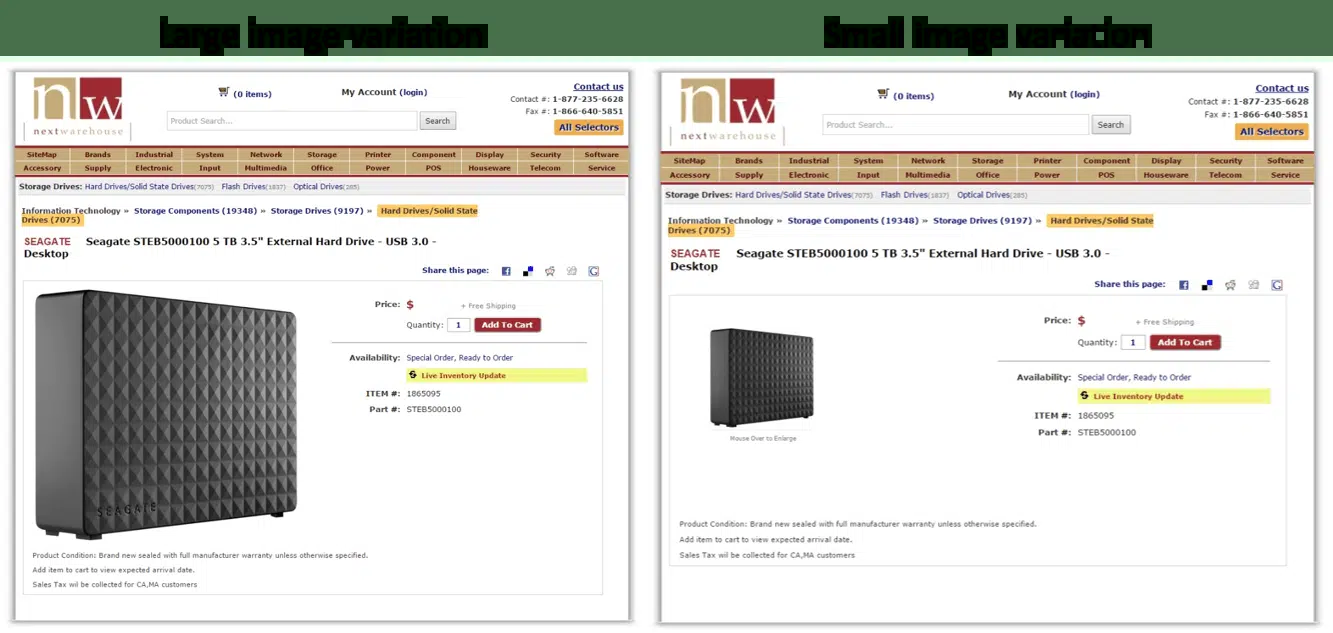 Large image variation
Small image variation
nw
nextwarehouse
(0 items)
My Account (login)
Contact us
Contact #: 1-877-235-6628
Fax #: 1-866-640-5851
Product Search...
Search
All Selectors
SiteMap Brands Industrial System Network Storage Printer Component Display Security Software
Accessory Supply Electronic Input Multimedia Office Power POS Houseware Telecom Service
Storage Drives: Hard Drives/Solid State Drives(7075) Flash Drives(1837) Optical Drives(285)
Information Technology » Storage Components (19348) » Storage Drives (9197) » Hard Drives/Solid State
Drives (7075)
SEAGATE Seagate STEB5000100 5 TB 3.5" External Hard Drive - USB 3.0 -
Desktop
Share this page:
SEAGATE
Price: $ + Free Shipping
Quantity: 1 Add To Cart
Availability: Special Order, Ready to Order
Live Inventory Update
ITEM #: 1865095
Part #: STEB5000100
Product Condition: Brand new sealed with full manufacturer warranty unless otherwise specified.
Add item to cart to view expected arrival date.
Sales Tax wil be collected for CA,MA customers
nw
nextwarehouse
(0 items)
My Account (login)
Contact us
Contact #: 1-877-235-6628
Fax #: 1-866-640-5851
Product Search...
Search
All Selectors
SiteMap Brands Industrial System Network Storage Printer Component Display Security Software
Accessory Supply Electronic Input Multimedia Office Power POS Houseware Telecom Service
Storage Drives: Hard Drives/Solid State Drives(7075) Flash Drives(1837) Optical Drives(285)
Information Technology » Storage Components (19348) » Storage Drives (9197) » Hard Drives/Solid State
Drives (7075)
SEAGATE Seagate STEB5000100 5 TB 3.5" External Hard Drive - USB 3.0 -
Desktop
Share this page:
Price: $ + Free Shipping
Quantity: 1 Add To Cart
Availability: Special Order, Ready to Order
Live Inventory Update
ITEM #: 1865095
Part #: STEB5000100
Mouse Over to Enlarge
Product Condition: Brand new sealed with full manufacturer warranty unless otherwise specified.
Add item to cart to view expected arrival date.
Sales Tax wil be collected for CA,MA customers